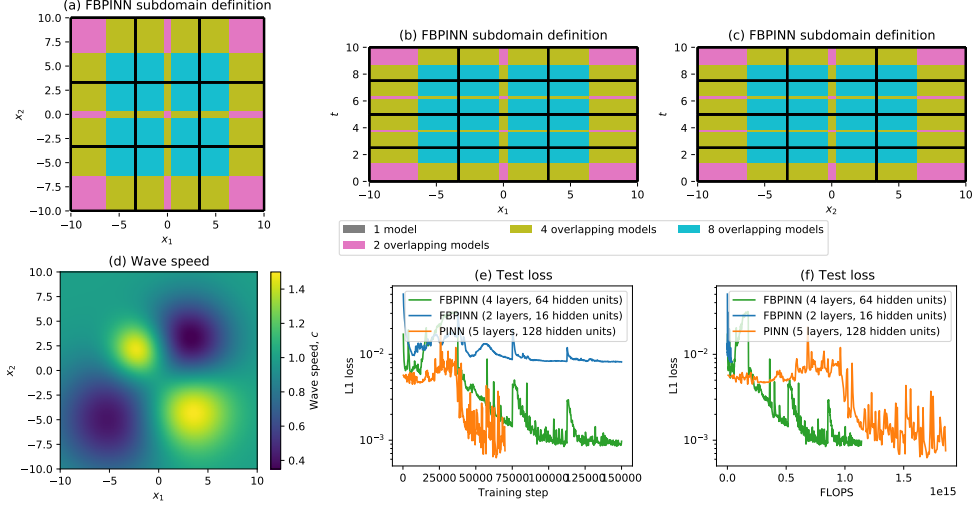 (a) FBPINN subdomain definition
10.0
7.5
5.0
2.5
0.0
−2.5
−5.0
−7.5
−10.0
x₂
−10 −5 0 5 10
x₁
(b) FBPINN subdomain definition
10
8
6
4
2
0
t
−10 −5 0 5 10
x₁
(c) FBPINN subdomain definition
10
8
6
4
2
0
t
−10 −5 0 5 10
x₂
1 model
2 overlapping models
4 overlapping models
8 overlapping models
(d) Wave speed
10.0
7.5
5.0
2.5
0.0
−2.5
−5.0
−7.5
−10.0
x₂
−10 −5 0 5 10
x₁
1.4
1.2
1.0
0.8
0.6
0.4
Wave speed, c
(e) Test loss
FBPINN (4 layers, 64 hidden units)
FBPINN (2 layers, 16 hidden units)
PINN (5 layers, 128 hidden units)
10⁻²
10⁻³
L1 loss
0 25000 50000 75000 100000 125000 150000
Training step
(f) Test loss
FBPINN (4 layers, 64 hidden units)
FBPINN (2 layers, 16 hidden units)
PINN (5 layers, 128 hidden units)
10⁻²
10⁻³
L1 loss
0.0 0.5 1.0 1.5
1e15
FLOPS